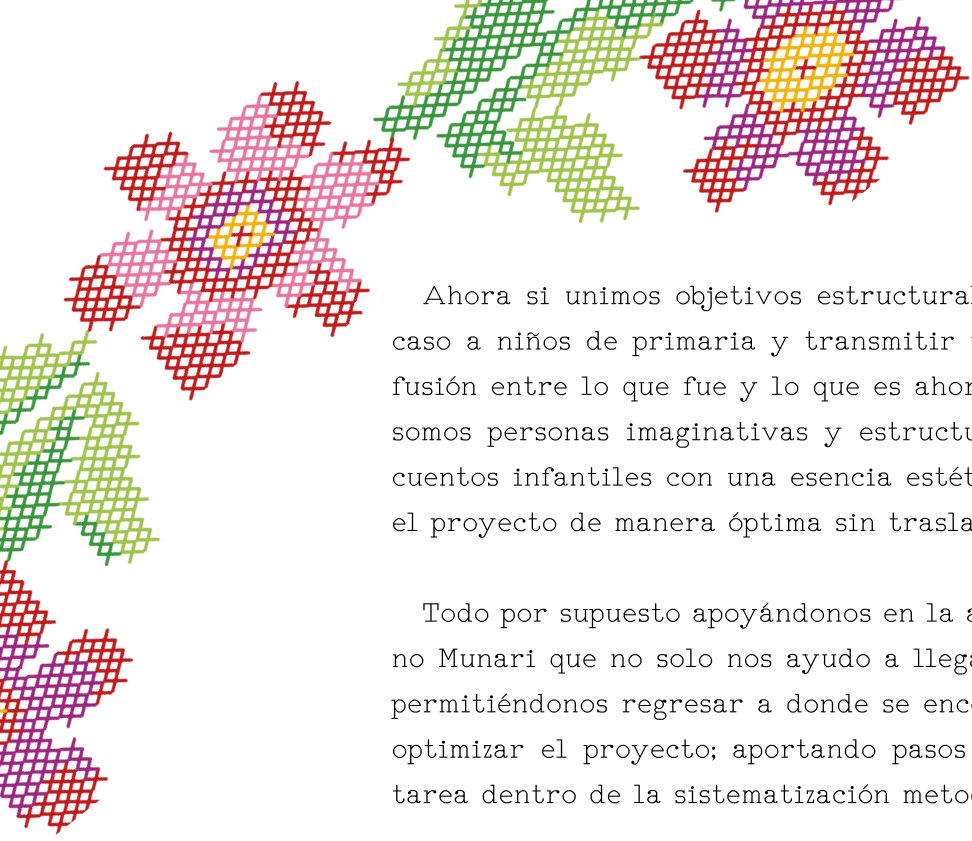 Ahora si unimos objetivos estructural
caso a niños de primaria y transmitir
fusión entre lo que fue y lo que es ahor
somos personas imaginativas y estructu
cuentos infantiles con una esencia estét
el proyecto de manera óptima sin trasla
Todo por supuesto apoyándonos en la a
no Munari que no solo nos ayudo a llega
permitiéndonos regresar a donde se enco
optimizar el proyecto; aportando pasos
tarea dentro de la sistematización metod